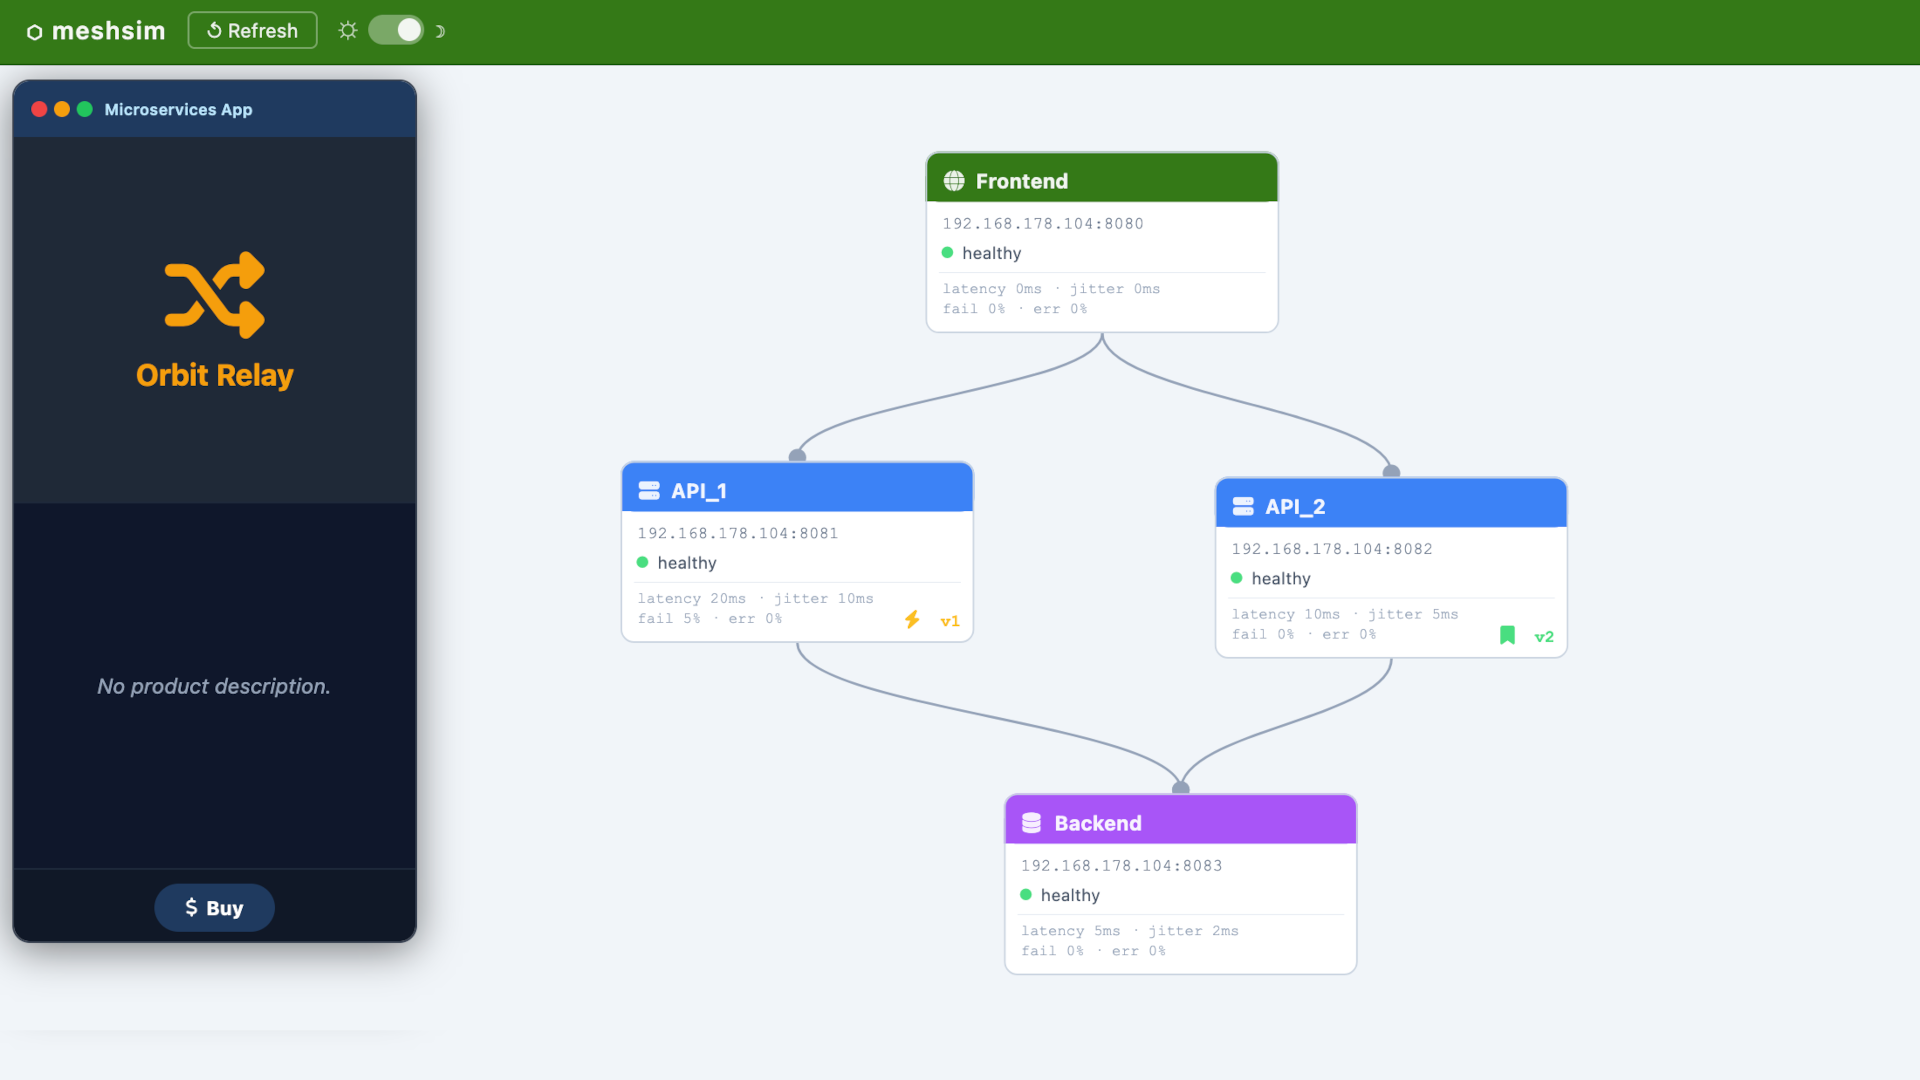 meshsim
Refresh
Microservices App
Orbit Relay
No product description.
$ Buy
Frontend
192.168.178.104:8080
healthy
latency 0ms · jitter 0ms
fail 0% · err 0%
API_1
192.168.178.104:8081
healthy
latency 20ms · jitter 10ms
fail 5% · err 0%
v1
API_2
192.168.178.104:8082
healthy
latency 10ms · jitter 5ms
fail 0% · err 0%
v2
Backend
192.168.178.104:8083
healthy
latency 5ms · jitter 2ms
fail 0% · err 0%